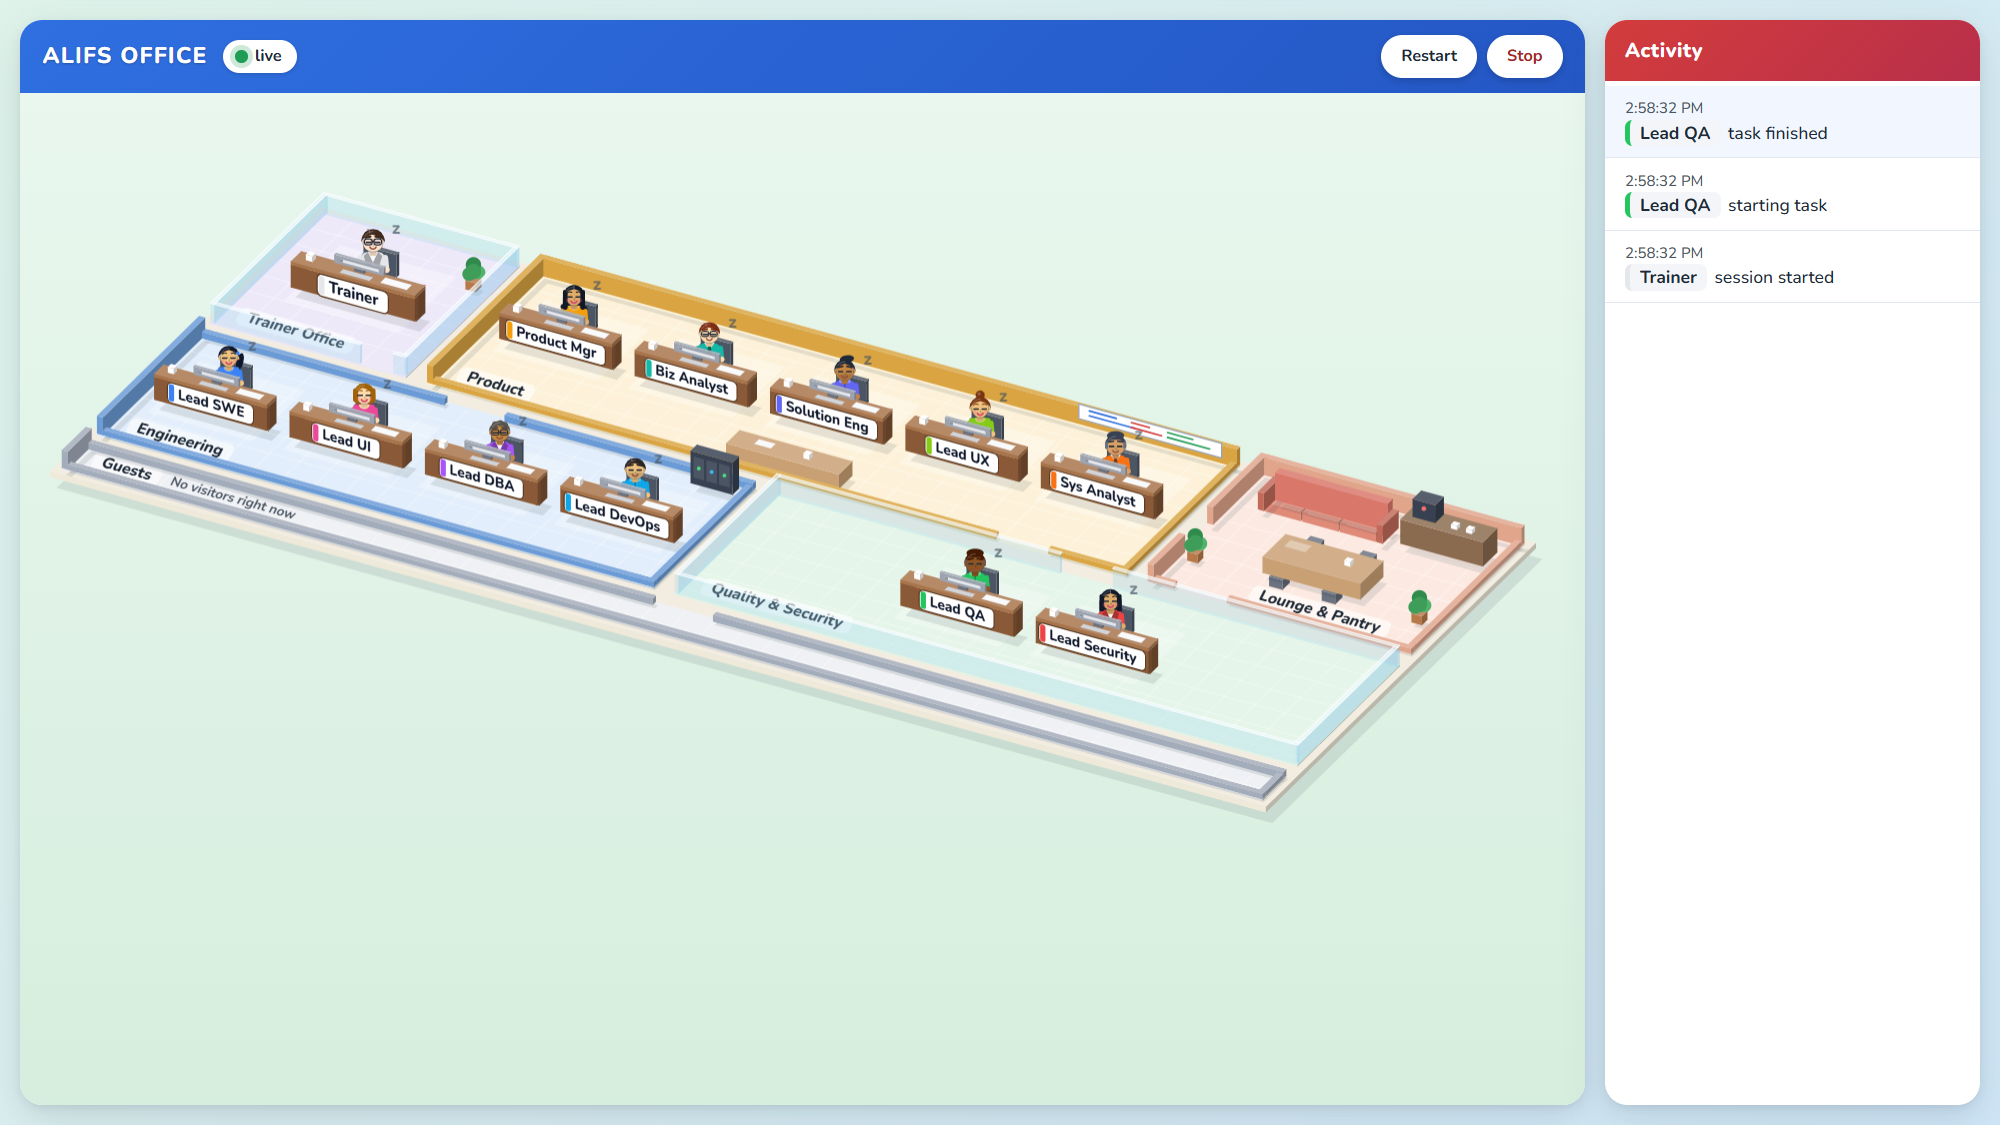 ALIFS OFFICE
live
Restart
Stop
Activity
2:58:32 PM
Lead QA task finished
2:58:32 PM
Lead QA starting task
2:58:32 PM
Trainer session started
z
Trainer
Trainer Office
z
Product Mgr
z
Biz Analyst
z
Solution Eng
z
Lead UX
z
Sys Analyst
Product
z
Lead SWE
z
Lead UI
z
Lead DBA
z
Lead DevOps
Engineering
Guests
No visitors right now
z
Lead QA
z
Lead Security
Quality & Security
Lounge & Pantry